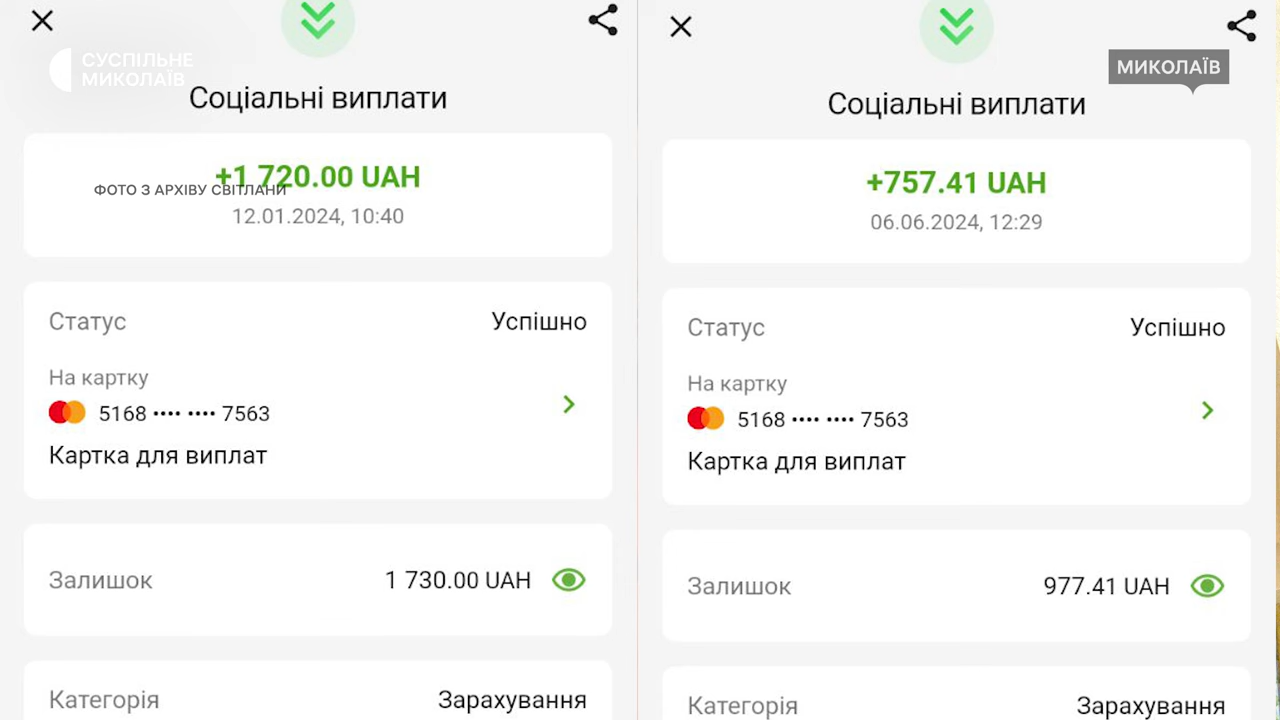 СУСПІЛЬНЕ
МИКОЛАЇВ
Соціальні виплати
+1 720.00 UAH
ФОТО З АРХІВУ СВІТЛАНИ
12.01.2024, 10:40
Статус Успішно
На картку
5168 •••• •••• 7563
Картка для виплат
Залишок 1 730.00 UAH
Категорія Зарахування
МИКОЛАЇВ
Соціальні виплати
+757.41 UAH
06.06.2024, 12:29
Статус Успішно
На картку
5168 •••• •••• 7563
Картка для виплат
Залишок 977.41 UAH
Категорія Зарахування